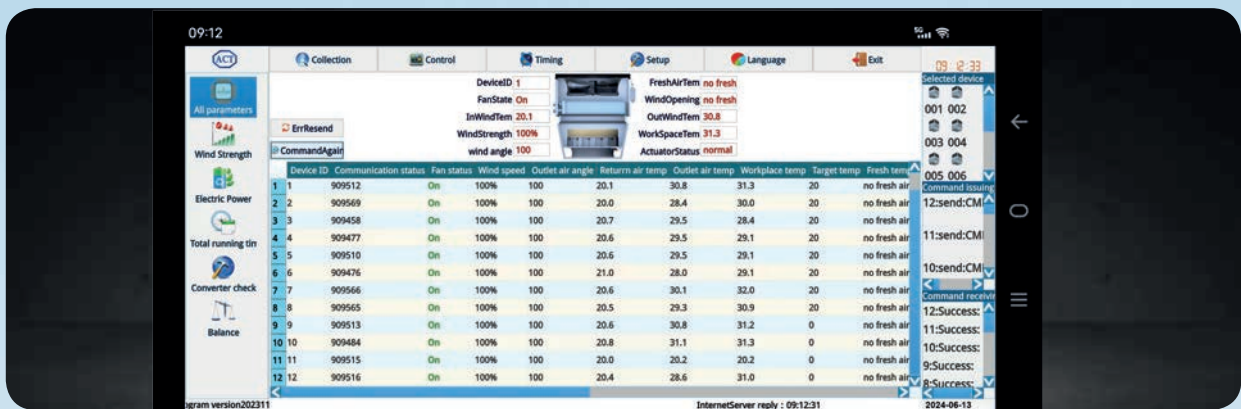 09:12
5G
ACT
Collection
Control
Timing
Setup
Language
Exit
09:12:33
All parameters
Wind Strength
Electric Power
Total running tim
Converter check
Balance
ErrResend
CommandAgain
DeviceID 1
FanState On
InWindTem 20.1
WindStrength 100%
wind angle 100
FreshAirTem no fresh
WindOpening no fresh
OutWindTem 30.8
WorkSpaceTem 31.3
ActuatorStatus normal
Selected device
001 002
003 004
005 006
Device ID Communication status Fan status Wind speed Outlet air angle Returrn air temp Outlet air temp Workplace temp Target temp Fresh temp
1 1 909512 On 100% 100 20.1 30.8 31.3 20 no fresh air
2 2 909569 On 100% 100 20.0 28.4 30.0 20 no fresh air
3 3 909458 On 100% 100 20.7 29.5 28.4 20 no fresh air
4 4 909477 On 100% 100 20.6 29.5 29.1 20 no fresh air
5 5 909510 On 100% 100 20.6 29.5 29.1 20 no fresh air
6 6 909476 On 100% 100 21.0 28.0 29.1 20 no fresh air
7 7 909566 On 100% 100 20.6 30.1 32.0 20 no fresh air
8 8 909565 On 100% 100 20.5 29.3 30.9 20 no fresh air
9 9 909513 On 100% 100 20.6 30.8 31.2 0 no fresh air
10 10 909484 On 100% 100 20.8 31.1 31.3 0 no fresh air
11 11 909515 On 100% 100 20.0 20.2 20.2 0 no fresh air
12 12 909516 On 100% 100 20.4 28.6 31.0 0 no fresh air
Command issuing
12:send:CMI
11:send:CMI
10:send:CMI
Command receivin
12:Success:
11:Success:
10:Success:
9:Success:
8:Success:
ogram version202311
InternetServer reply : 09:12:31
2024-06-13